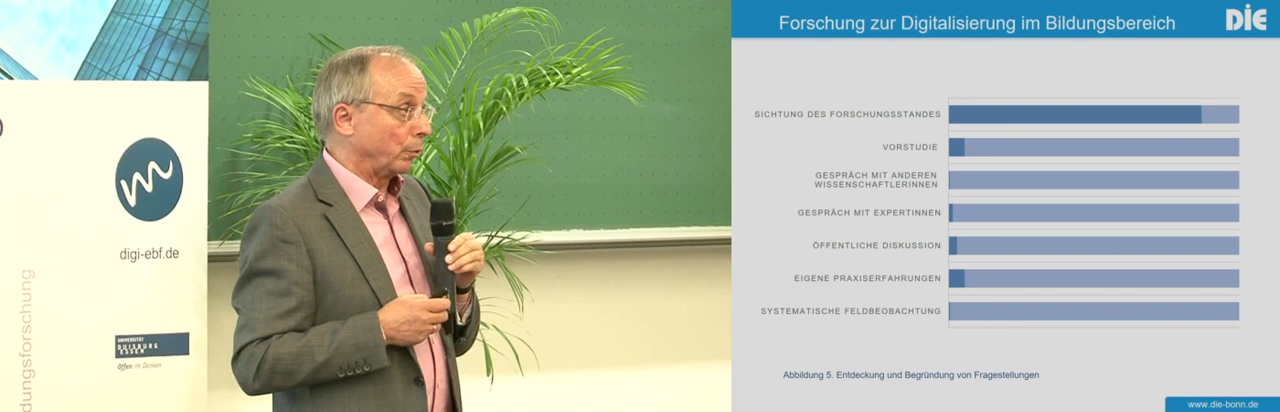 digi-ebf.de
dungsforschung
UNIVERSITÄT
DUISBURG
ESSEN
Offen im Denken
Forschung zur Digitalisierung im Bildungsbereich
DIE
SICHTUNG DES FORSCHUNGSSTANDES
VORSTUDIE
GESPRÄCH MIT ANDEREN
WISSENSCHAFTLERINNEN
GESPRÄCH MIT EXPERTINNEN
ÖFFENTLICHE DISKUSSION
EIGENE PRAXISERFAHRUNGEN
SYSTEMATISCHE FELDBEOBACHTUNG
Abbildung 5. Entdeckung und Begründung von Fragestellungen
www.die-bonn.de